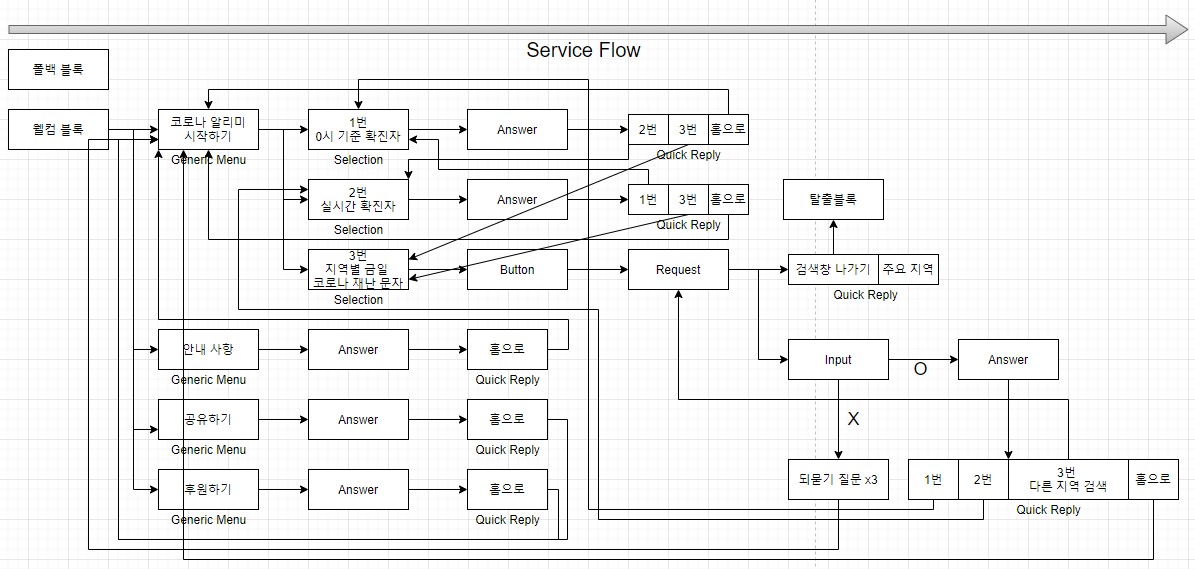 Service Flow
폴백 블록
웰컴 블록
코로나 알리미
시작하기
Generic Menu
1번
0시 기준 확진자
Selection
Answer
2번
3번
홈으로
Quick Reply
2번
실시간 확진자
Selection
Answer
1번
3번
홈으로
Quick Reply
탈출블록
3번
지역별 금일
코로나 재난 문자
Selection
Button
Request
검색창 나가기
주요 지역
Quick Reply
안내 사항
Generic Menu
Answer
홈으로
Quick Reply
Input
O
Answer
공유하기
Generic Menu
Answer
홈으로
Quick Reply
X
후원하기
Generic Menu
Answer
홈으로
Quick Reply
되묻기 질문 x3
1번
2번
3번
다른 지역 검색
홈으로
Quick Reply